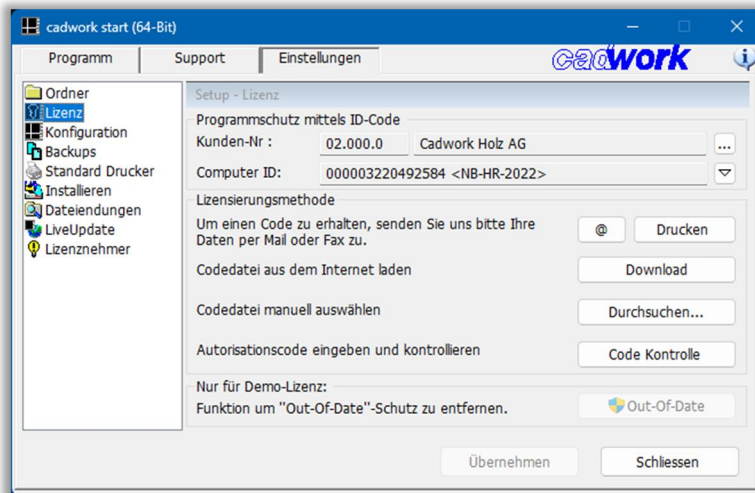 cadwork start (64-Bit)
Programm
Support
Einstellungen
cadwork
Ordner
Lizenz
Konfiguration
Backups
Standard Drucker
Installieren
Dateiendungen
LiveUpdate
Lizenznehmer
Setup - Lizenz
Programmschutz mittels ID-Code
Kunden-Nr : 02.000.0 Cadwork Holz AG ...
Computer ID: 000003220492584 <NB-HR-2022>
Lizensierungsmethode
Um einen Code zu erhalten, senden Sie uns bitte Ihre
Daten per Mail oder Fax zu.
@ Drucken
Codedatei aus dem Internet laden Download
Codedatei manuell auswählen Durchsuchen...
Autorisationscode eingeben und kontrollieren Code Kontrolle
Nur für Demo-Lizenz:
Funktion um "Out-Of-Date"-Schutz zu entfernen. Out-Of-Date
Übernehmen Schliessen